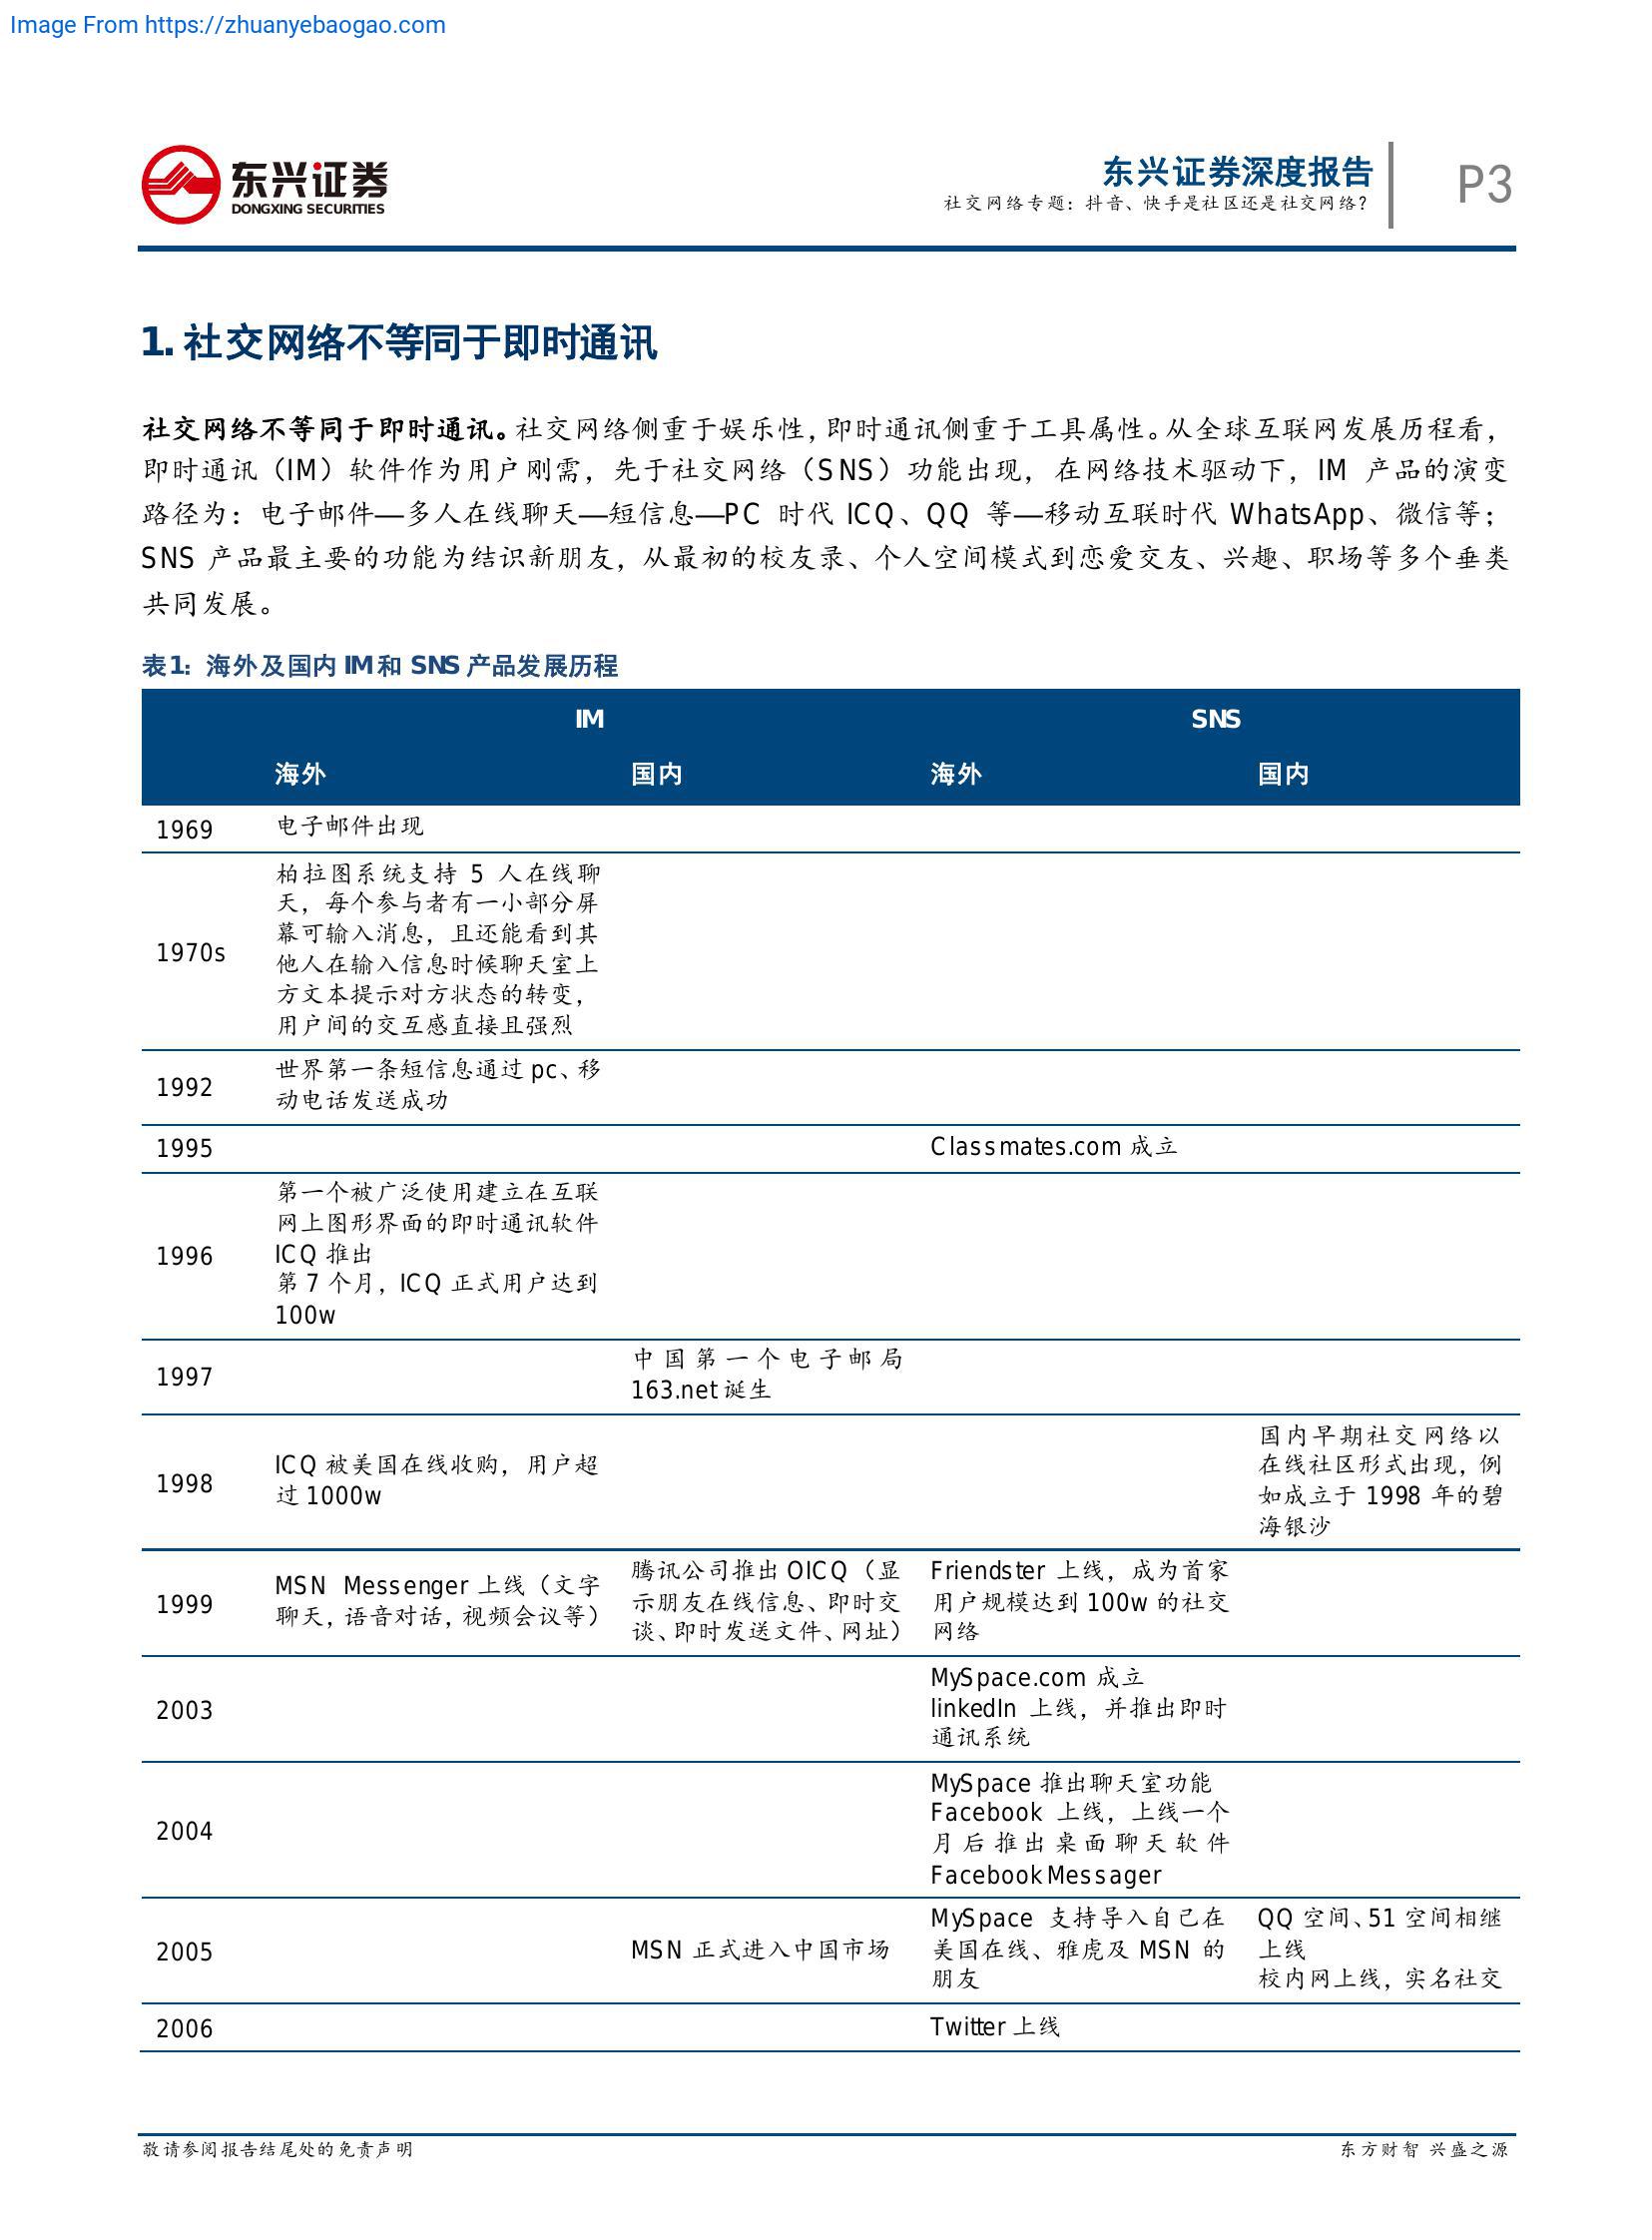 Image From https://zhuanyebaogao.com
东兴证券
DONGXING SECURITIES
东兴证券深度报告
社交网络专题：抖音、快手是社区还是社交网络？
P3
1. 社交网络不等同于即时通讯
社交网络不等同于即时通讯。社交网络侧重于娱乐性，即时通讯侧重于工具属性。从全球互联网发展历程看，
即时通讯（IM）软件作为用户刚需，先于社交网络（SNS）功能出现，在网络技术驱动下，IM 产品的演变
路径为：电子邮件—多人在线聊天—短信息—PC 时代 ICQ、QQ 等—移动互联时代 WhatsApp、微信等；
SNS 产品最主要的功能为结识新朋友，从最初的校友录、个人空间模式到恋爱交友、兴趣、职场等多个垂类
共同发展。
表1：海外及国内 IM 和 SNS 产品发展历程
IM SNS
海外 国内 海外 国内
1969 电子邮件出现
1970s
柏拉图系统支持 5 人在线聊
天，每个参与者有一小部分屏
幕可输入消息，且还能看到其
他人在输入信息时候聊天室上
方文本提示对方状态的转变，
用户间的交互感直接且强烈
1992
世界第一条短信息通过 pc、移
动电话发送成功
1995 Classmates.com 成立
1996
第一个被广泛使用建立在互联
网上图形界面的即时通讯软件
ICQ 推出
第 7 个月，ICQ 正式用户达到
100w
1997
中国第一个电子邮局
163.net 诞生
1998
ICQ 被美国在线收购，用户超
过 1000w
国内早期社交网络以
在线社区形式出现，例
如成立于 1998 年的碧
海银沙
1999
MSN Messenger 上线（文字
聊天，语音对话，视频会议等）
腾讯公司推出 OICQ（显
示朋友在线信息、即时交
谈、即时发送文件、网址）
Friendster 上线，成为首家
用户规模达到 100w 的社交
网络
2003
MySpace.com 成立
linkedIn 上线，并推出即时
通讯系统
2004
MySpace 推出聊天室功能
Facebook 上线，上线一个
月后推出桌面聊天软件
Facebook Messager
2005
MSN 正式进入中国市场
MySpace 支持导入自己在
美国在线、雅虎及 MSN 的
朋友
QQ 空间、51 空间相继
上线
校内网上线，实名社交
2006 Twitter 上线
敬请参阅报告结尾处的免责声明
东方财智 兴盛之源